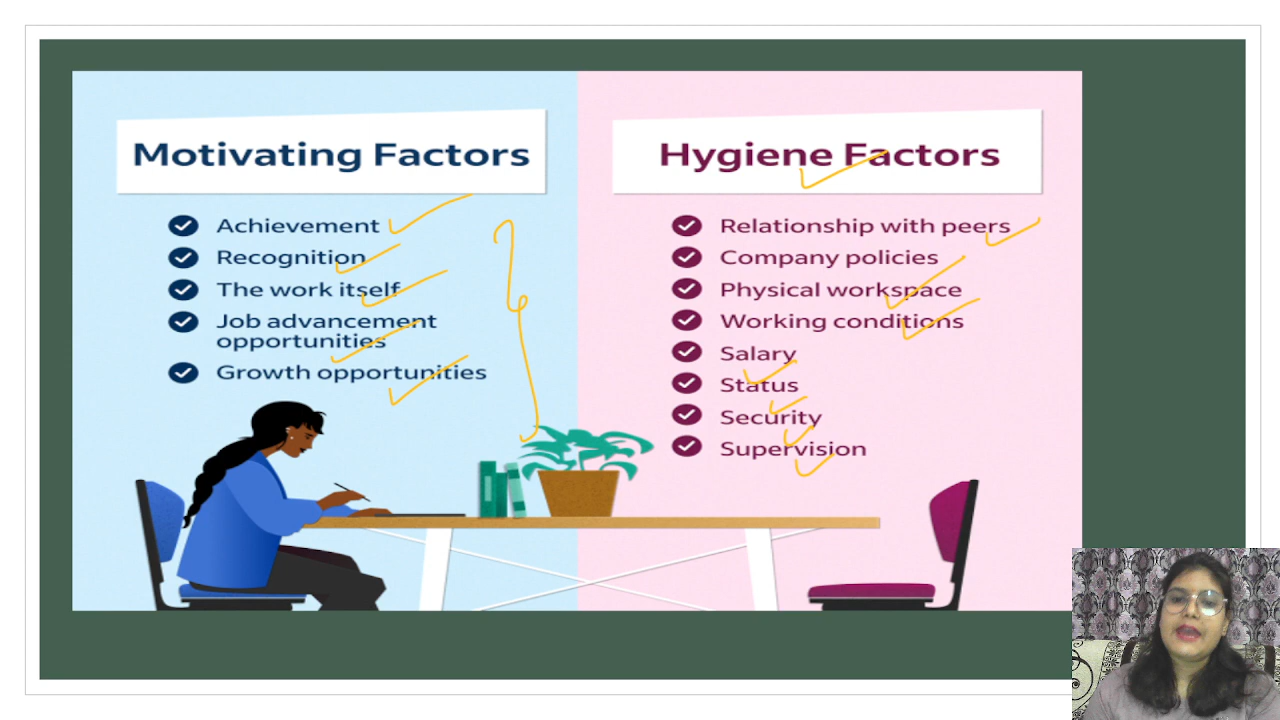 Motivating Factors
Achievement
Recognition
The work itself
Job advancement
opportunities
Growth opportunities
Hygiene Factors
Relationship with peers
Company policies
Physical workspace
Working conditions
Salary
Status
Security
Supervision